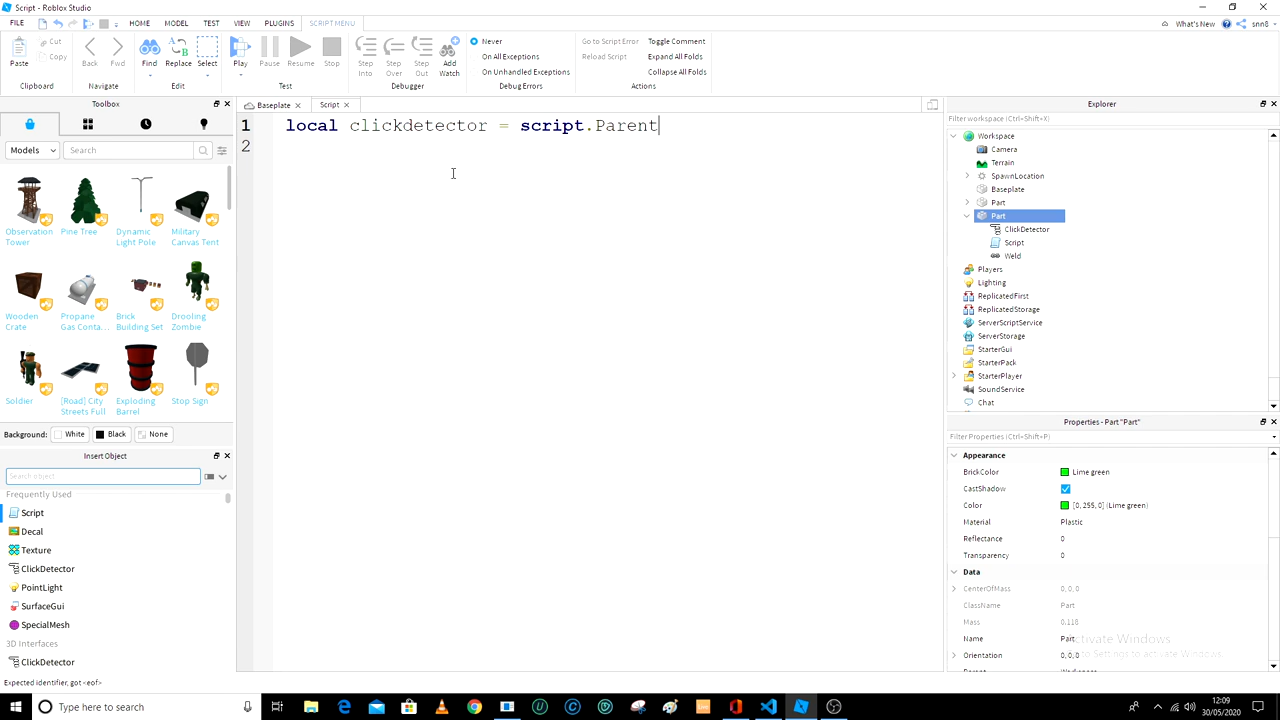 Script - Roblox Studio
FILE HOME MODEL TEST VIEW PLUGINS SCRIPT MENU What's New snn8
Paste Cut Copy Back Fwd Find Replace Select Play Pause Resume Stop Step Into Step Over Step Out Add Watch
Never
On All Exceptions
On Unhandled Exceptions
Go to Script Error Toggle Comment
Reload Script Expand All Folds
Collapse All Folds
Clipboard Navigate Edit Test Debugger Debug Errors Actions
Toolbox
Models Search
Observation Tower
Pine Tree
Dynamic Light Pole
Military Canvas Tent
Wooden Crate
Propane Gas Conta...
Brick Building Set
Drooling Zombie
Soldier
[Road] City Streets Full
Exploding Barrel
Stop Sign
Background: White Black None
Insert Object
Search object
Frequently Used
Script
Decal
Texture
ClickDetector
PointLight
SurfaceGui
SpecialMesh
3D Interfaces
ClickDetector
Expected identifier, got <eof>
Baseplate Script
1 local clickdetector = script.Parent
2
Explorer
Filter workspace (Ctrl+Shift+X)
Workspace
Camera
Terrain
SpawnLocation
Baseplate
Part
Part
ClickDetector
Script
Weld
Players
Lighting
ReplicatedFirst
ReplicatedStorage
ServerScriptService
ServerStorage
StarterGui
StarterPack
StarterPlayer
SoundService
Chat
Properties - Part "Part"
Filter Properties (Ctrl+Shift+P)
Appearance
BrickColor Lime green
CastShadow
Color [0, 255, 0] (Lime green)
Material Plastic
Reflectance 0
Transparency 0
Data
CenterOfMass 0, 0, 0
ClassName Part
Mass 0.118
Name Part
Orientation 0, 0, 0
Activate Windows
Go to Settings to activate Windows.
Type here to search
12:09
30/05/2020